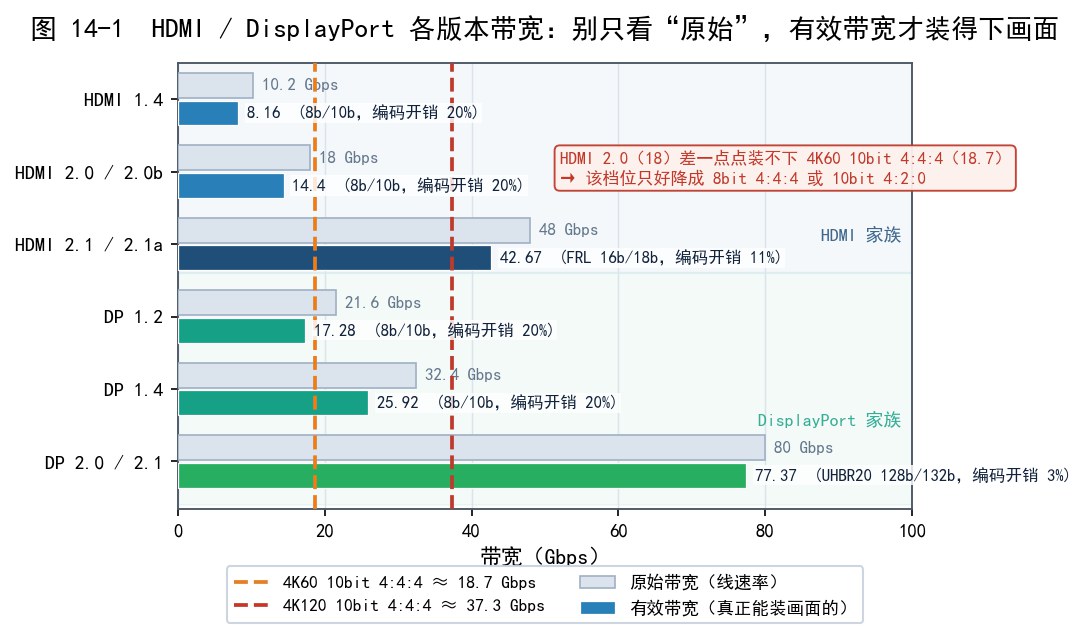 图 14-1  HDMI / DisplayPort 各版本带宽：别只看“原始”，有效带宽才装得下画面
HDMI 1.4
10.2 Gbps
8.16 （8b/10b，编码开销 20%）
HDMI 2.0 / 2.0b
18 Gbps
14.4 （8b/10b，编码开销 20%）
HDMI 2.0（18）差一点点装不下 4K60 10bit 4:4:4（18.7）
→ 该档位只好降成 8bit 4:4:4 或 10bit 4:2:0
HDMI 2.1 / 2.1a
48 Gbps
42.67 （FRL 16b/18b，编码开销 11%）
HDMI 家族
DP 1.2
21.6 Gbps
17.28 （8b/10b，编码开销 20%）
DP 1.4
32.4 Gbps
25.92 （8b/10b，编码开销 20%）
DisplayPort 家族
DP 2.0 / 2.1
80 Gbps
77.37 （UHBR20 128b/132b，编码开销 3%）
0 20 40 60 80 100
带宽（Gbps）
4K60 10bit 4:4:4 ≈ 18.7 Gbps
4K120 10bit 4:4:4 ≈ 37.3 Gbps
原始带宽（线速率）
有效带宽（真正能装画面的）